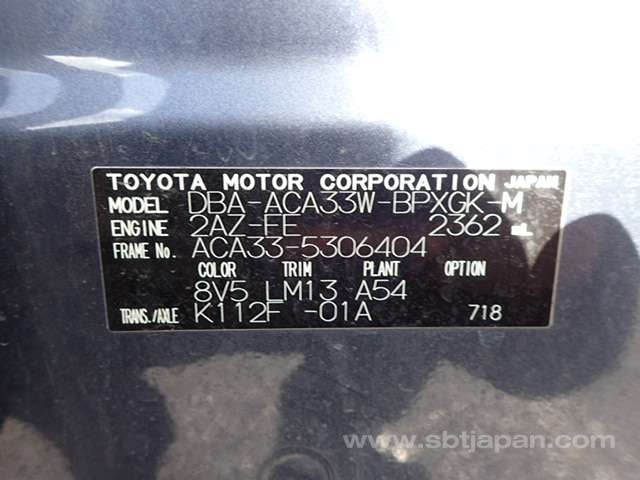 TOYOTA MOTOR CORPORATION JAPAN
MODEL DBA-ACA33W-BPXGK-M
ENGINE 2AZ-FE 2362 mL
FRAME No. ACA33-5306404
COLOR TRIM PLANT OPTION
8V5 LM13 A54
TRANS./AXLE K112F -01A 718
www.sbtjapan.com